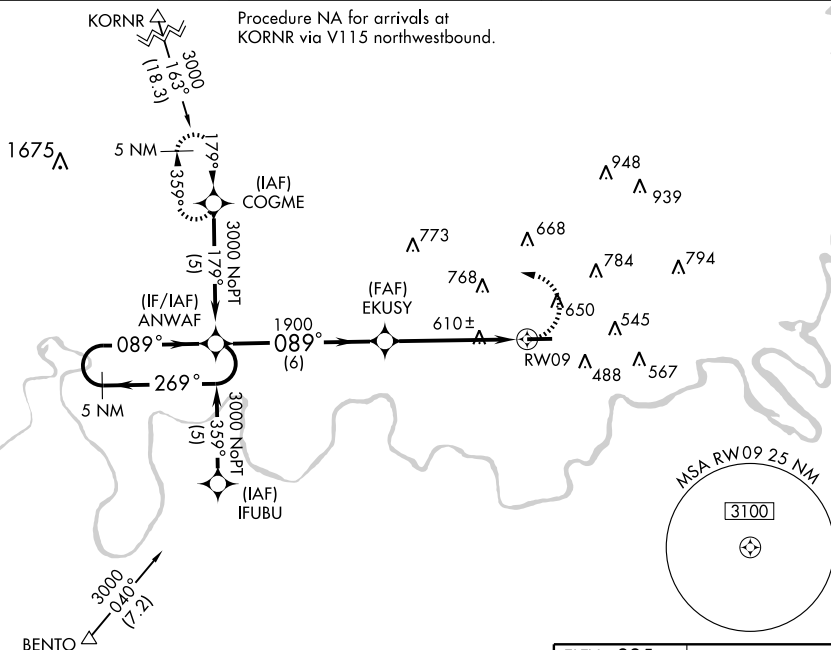 KORNR
Procedure NA for arrivals at
KORNR via V115 northwestbound.
3000
163°
(18.3)
1675
5 NM
179°
359°
(IAF)
COGME
948
939
3000 NoPT
179°
(5)
773
668
784
794
768
650
(IF/IAF)
ANWAF
(FAF)
EKUSY
610±
545
089°
1900
089°
(6)
RW09
488
567
269°
5 NM
3000 NoPT
359°
(5)
(IAF)
IFUBU
MSA RW09 25 NM
3100
3000
040°
(7.2)
BENTO